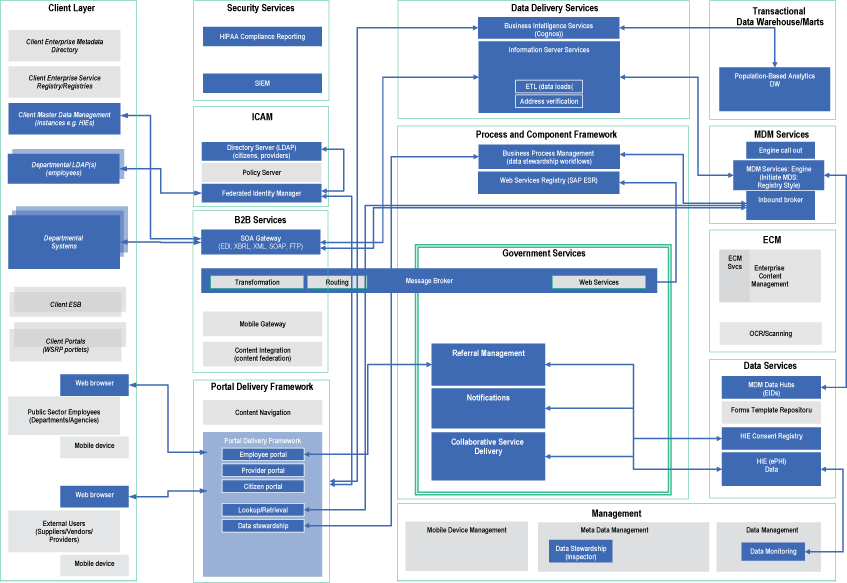 Client Layer
Client Enterprise Metadata
Directory
Client Enterprise Service
Registry/Registries
Client Master Data Management
(instances e.g. HIEs)
Departmental LDAP(s)
(employees)
Departmental
Systems
Client ESB
Client Portals
(WSRP portlets)
Web browser
Public Sector Employees
(Departments/Agencies)
Mobile device
Web browser
External Users
(Suppliers/Vendors/
Providers)
Mobile device
Security Services
HIPAA Compliance Reporting
SIEM
ICAM
Directory Server (LDAP)
(citizens, providers)
Policy Server
Federated Identity Manager
B2B Services
SOA Gateway
(EDI, XBRL, XML, SOAP, FTP)
Transformation
Routing
Message Broker
Web Services
Mobile Gateway
Content Integration
(content federation)
Portal Delivery Framework
Content Navigation
Portal Delivery Framework
Employee portal
Provider portal
Citizen portal
Lookup/Retrieval
Data stewardship
Data Delivery Services
Business Intelligence Services
(Cognos))
Information Server Services
ETL (data loads(
Address verification
Process and Component Framework
Business Process Management
(data stewardship workflows)
Web Services Registry (SAP ESR)
Government Services
Referral Management
Notifications
Collaborative Service
Delivery
Transactional
Data Warehouse/Marts
Population-Based Analytics
DW
MDM Services
Engine call out
MDM Services: Engine
(Initiate MDS:
Registry Style)
Inbound broker
ECM
ECM
Svcs
Enterprise
Content
Management
OCR/Scanning
Data Services
MDM Data Hubs
(EIDs)
Forms Template Repositoru
HIE Consent Registry
HIE (ePHI)
Data
Management
Mobile Device Management
Meta Data Management
Data Stewardship
(Inspector)
Data Management
Data Monitoring